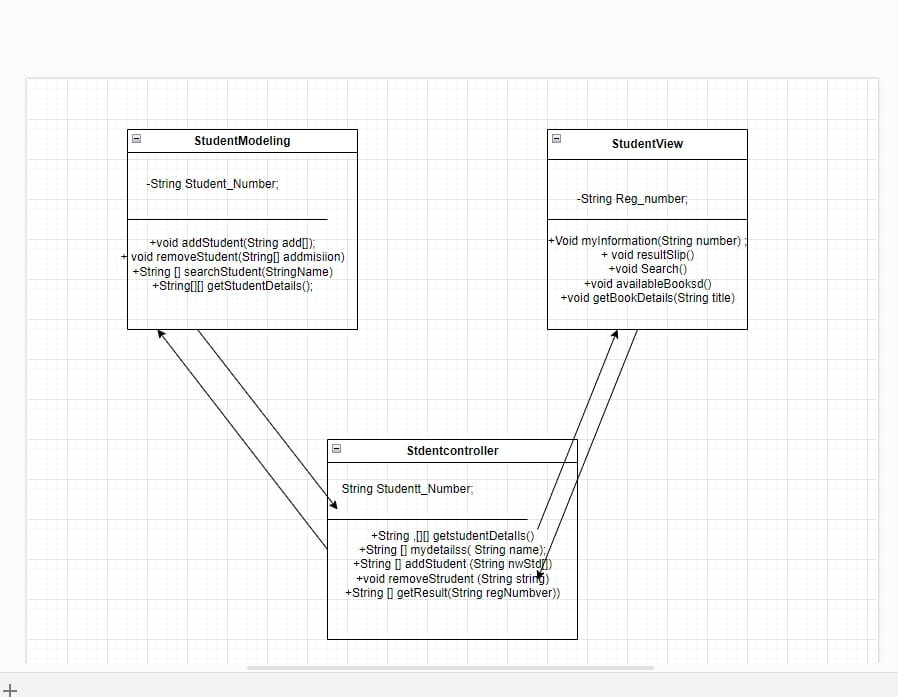 StudentModeling
-String Student_Number;
+void addStudent(String add[]);
+ void removeStudent(String[] addmisiion)
+String [] searchStudent(StringName)
+String[][] getStudentDetails();
StudentView
-String Reg_number;
+Void myInformation(String number) ;
+ void resultSlip()
+void Search()
+void availableBooksd()
+void getBookDetails(String title)
Stdentcontroller
String Studentt_Number;
+String ,[][] getstudentDetalls()
+String [] mydetailss( String name);
+String [] addStudent (String nwStd[])
+void removeStrudent (String string)
+String [] getResult(String regNumbver))